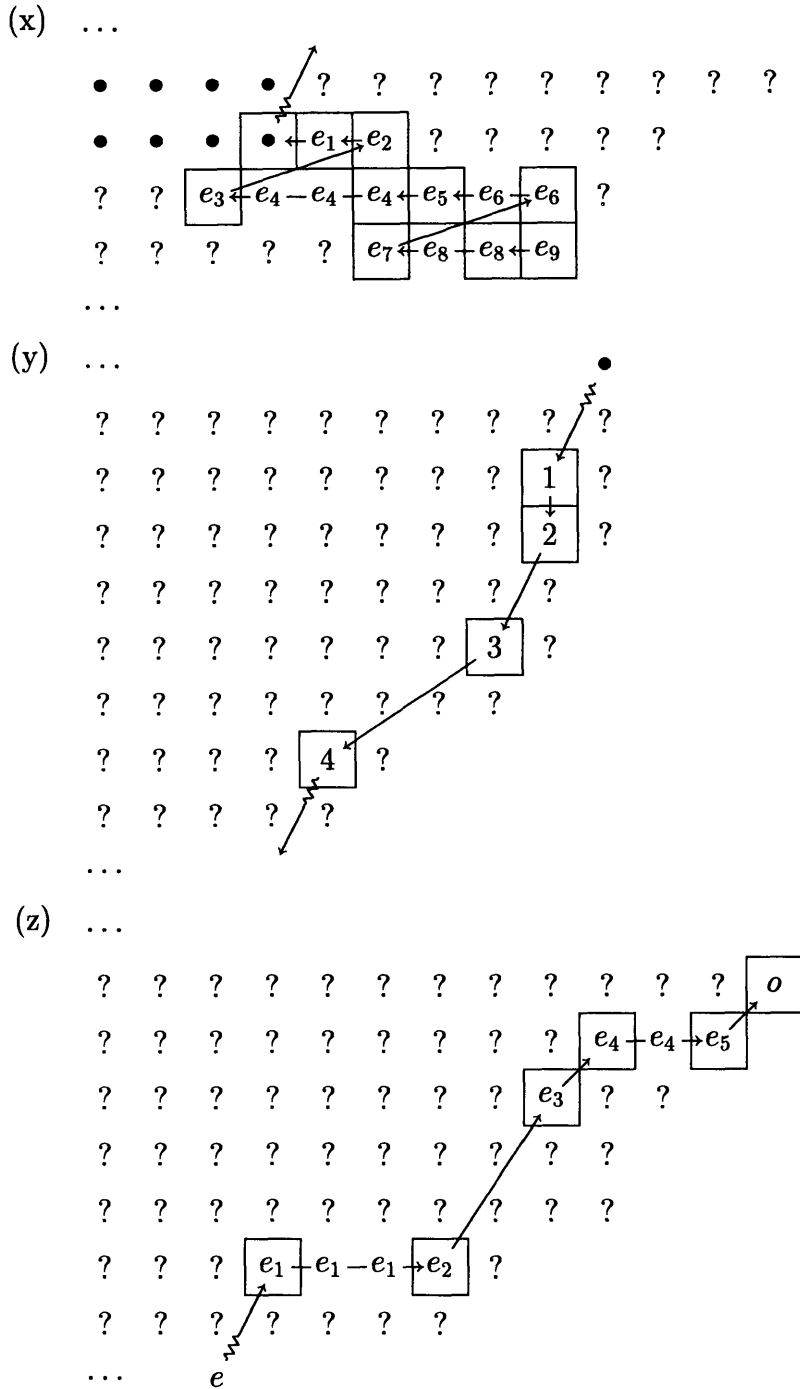 (x) ...
● ● ● ● ? ? ? ? ? ? ? ? ?
● ● ● ● ← e₁ ← e₂ ? ? ? ? ?
? ? e₃ ← e₄ — e₄ — e₄ ← e₅ ← e₆ — e₆ ?
? ? ? ? ? e₇ ← e₈ — e₈ ← e₉
...
(y) ... ●
? ? ? ? ? ? ? ? ? ?
? ? ? ? ? ? ? ? 1 ?
? ? ? ? ? ? ? ? 2 ?
? ? ? ? ? ? ? ? ?
? ? ? ? ? ? ? 3 ?
? ? ? ? ? ? ? ?
? ? ? ? 4 ?
? ? ? ? ?
...
(z) ...
? ? ? ? ? ? ? ? ? ? ? ? o
? ? ? ? ? ? ? ? ? e₄ — e₄ → e₅
? ? ? ? ? ? ? ? e₃ ? ?
? ? ? ? ? ? ? ? ? ?
? ? ? ? ? ? ? ? ? ?
? ? ? e₁ — e₁ — e₁ → e₂ ?
? ? ? ? ? ? ?
... e